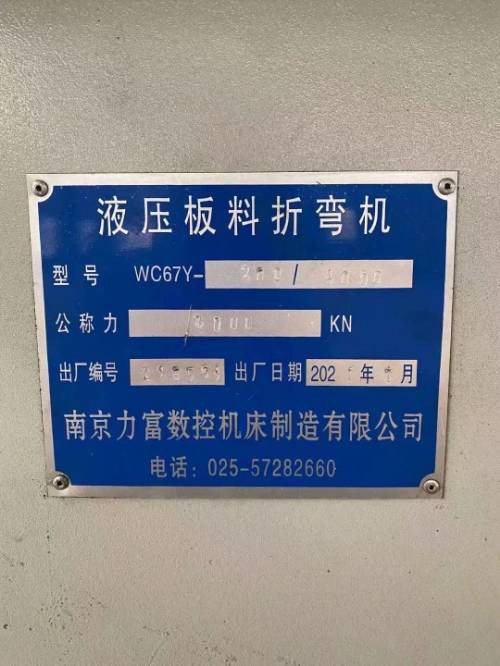 液压板料折弯机
型号 WC67Y- /
公称力 KN
出厂编号 出厂日期 202 年 月
南京力富数控机床制造有限公司
电话：025-57282660